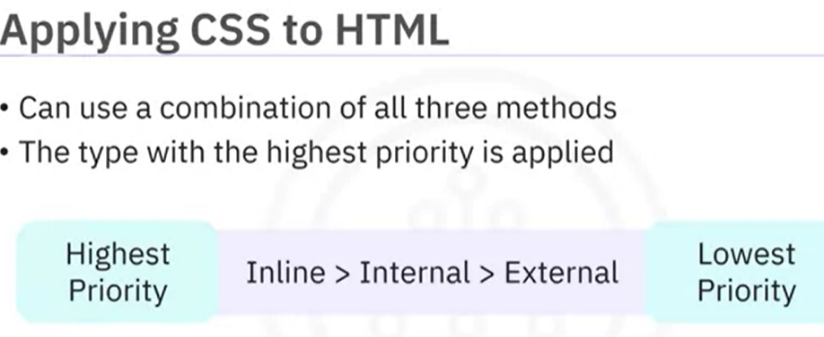 Applying CSS to HTML
• Can use a combination of all three methods
• The type with the highest priority is applied
Highest
Priority
Inline > Internal > External
Lowest
Priority